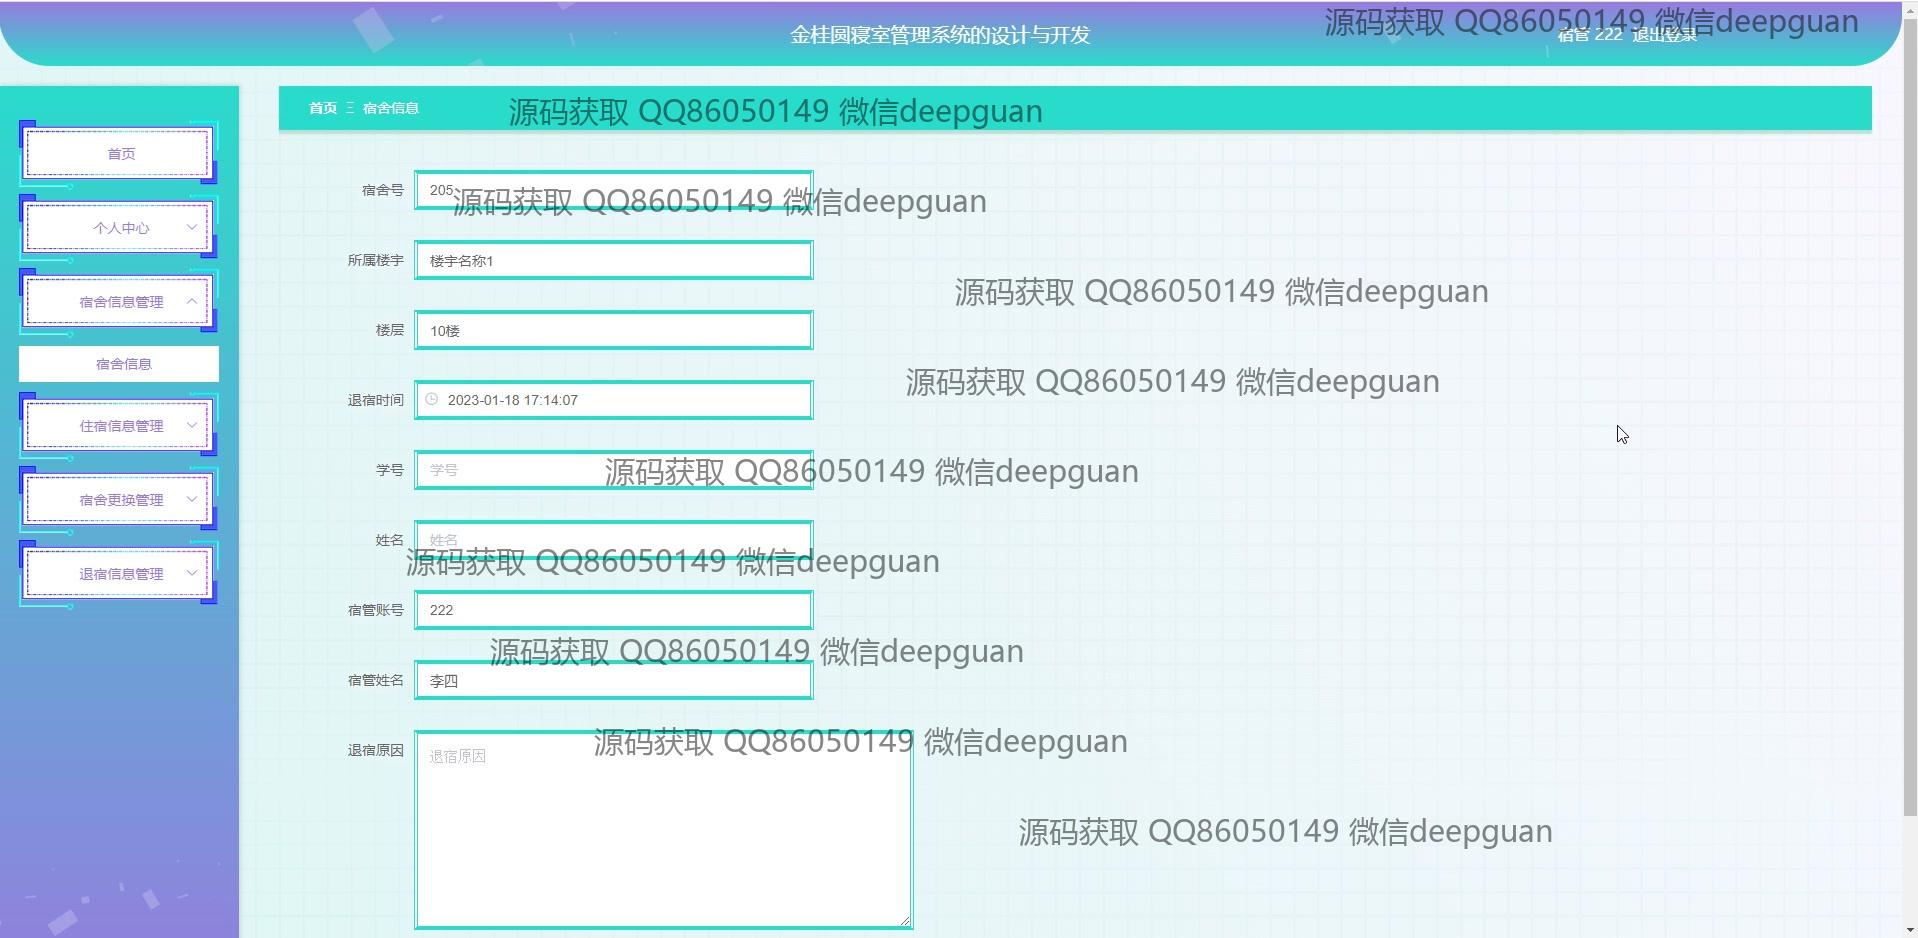 源码获取 QQ86050149 微信deepguan
金桂圆寝室管理系统的设计与开发
宿管 222 退出登录
首页 Ξ 宿舍信息
源码获取 QQ86050149 微信deepguan
首页
宿舍号 205
源码获取 QQ86050149 微信deepguan
个人中心
所属楼宇 楼宇名称1
源码获取 QQ86050149 微信deepguan
宿舍信息管理
楼层 10楼
宿舍信息
源码获取 QQ86050149 微信deepguan
退宿时间 2023-01-18 17:14:07
住宿信息管理
学号 学号
源码获取 QQ86050149 微信deepguan
宿舍更换管理
姓名 姓名
源码获取 QQ86050149 微信deepguan
退宿信息管理
宿管账号 222
源码获取 QQ86050149 微信deepguan
宿管姓名 李四
源码获取 QQ86050149 微信deepguan
退宿原因 退宿原因
源码获取 QQ86050149 微信deepguan